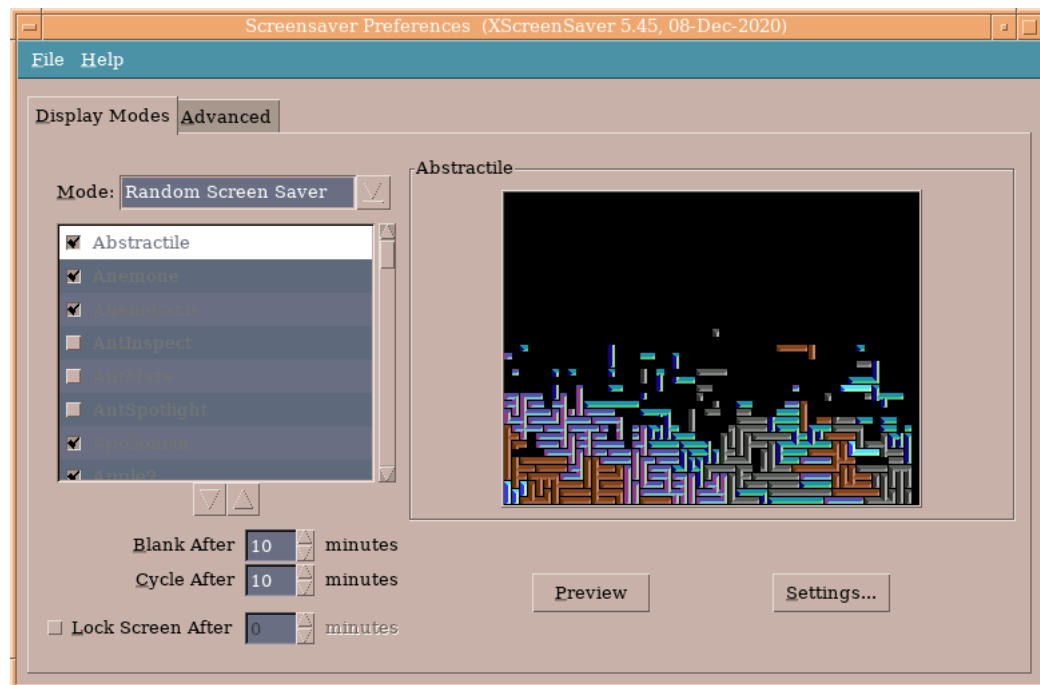 Screensaver Preferences (XScreenSaver 5.45, 08-Dec-2020)
File Help
Display Modes Advanced
Mode: Random Screen Saver
Abstractile
Anemone
AntInspect
AntSpotlight
Apple2
Abstractile
Blank After 10 minutes
Cycle After 10 minutes
Lock Screen After 0 minutes
Preview Settings...